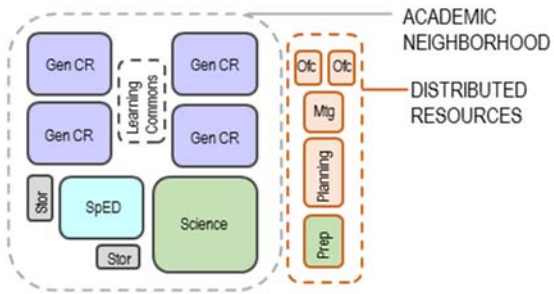 ACADEMIC
NEIGHBORHOOD
Gen CR
Gen CR
Learning
Commons
Gen CR
Gen CR
Stor
SpED
Science
Stor
Ofc
Ofc
Mtg
Planning
Prep
DISTRIBUTED
RESOURCES